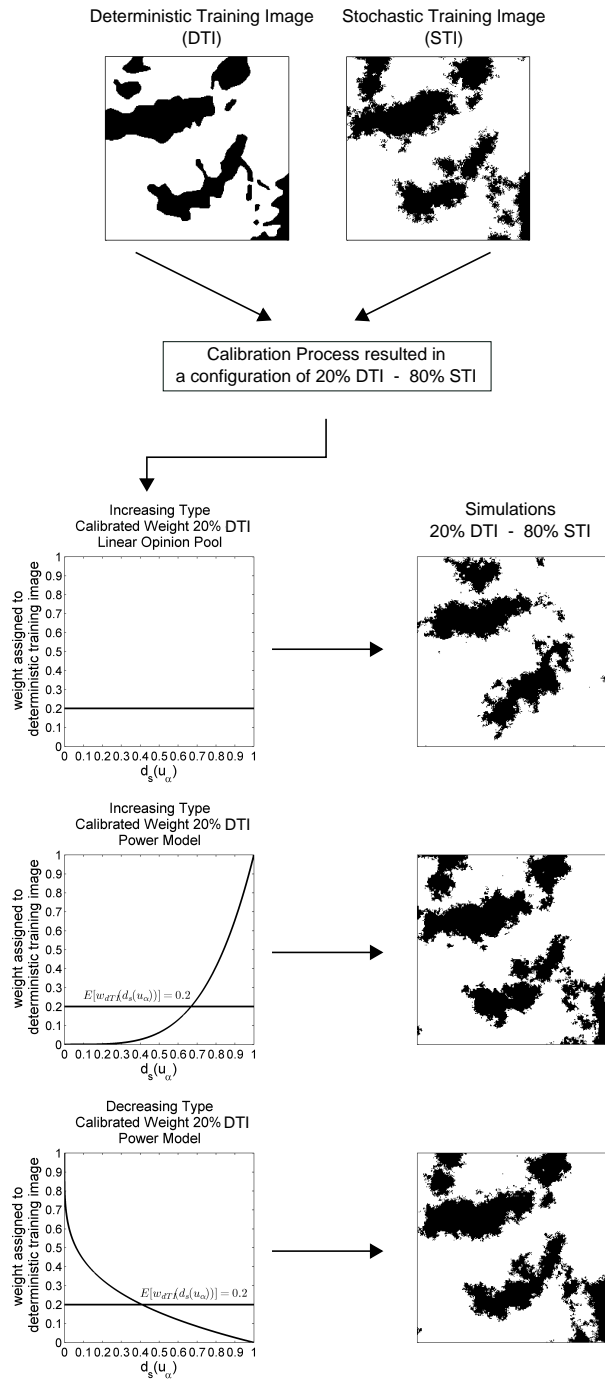 Deterministic Training Image
(DTI)
Stochastic Training Image
(STI)
Calibration Process resulted in
a configuration of 20% DTI - 80% STI
Increasing Type
Calibrated Weight 20% DTI
Linear Opinion Pool
weight assigned to
deterministic training image
1
0.9
0.8
0.7
0.6
0.5
0.4
0.3
0.2
0.1
0
0 0.1 0.2 0.3 0.4 0.5 0.6 0.7 0.8 0.9 1
d_s(u_α)
Simulations
20% DTI - 80% STI
Increasing Type
Calibrated Weight 20% DTI
Power Model
weight assigned to
deterministic training image
1
0.9
0.8
0.7
0.6
0.5
0.4
0.3
0.2
0.1
0
E[w_{dTI}(d_s(u_α))] = 0.2
0 0.1 0.2 0.3 0.4 0.5 0.6 0.7 0.8 0.9 1
d_s(u_α)
Decreasing Type
Calibrated Weight 20% DTI
Power Model
weight assigned to
deterministic training image
1
0.9
0.8
0.7
0.6
0.5
0.4
0.3
0.2
0.1
0
E[w_{dTI}(d_s(u_α))] = 0.2
0 0.1 0.2 0.3 0.4 0.5 0.6 0.7 0.8 0.9 1
d_s(u_α)